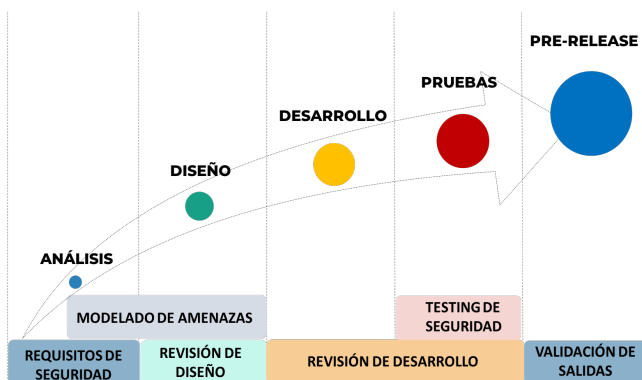 PRE-RELEASE
PRUEBAS
DESARROLLO
DISEÑO
ANÁLISIS
MODELADO DE AMENAZAS
TESTING DE
SEGURIDAD
REQUISITOS DE
SEGURIDAD
REVISIÓN DE
DISEÑO
REVISIÓN DE DESARROLLO
VALIDACIÓN DE
SALIDAS